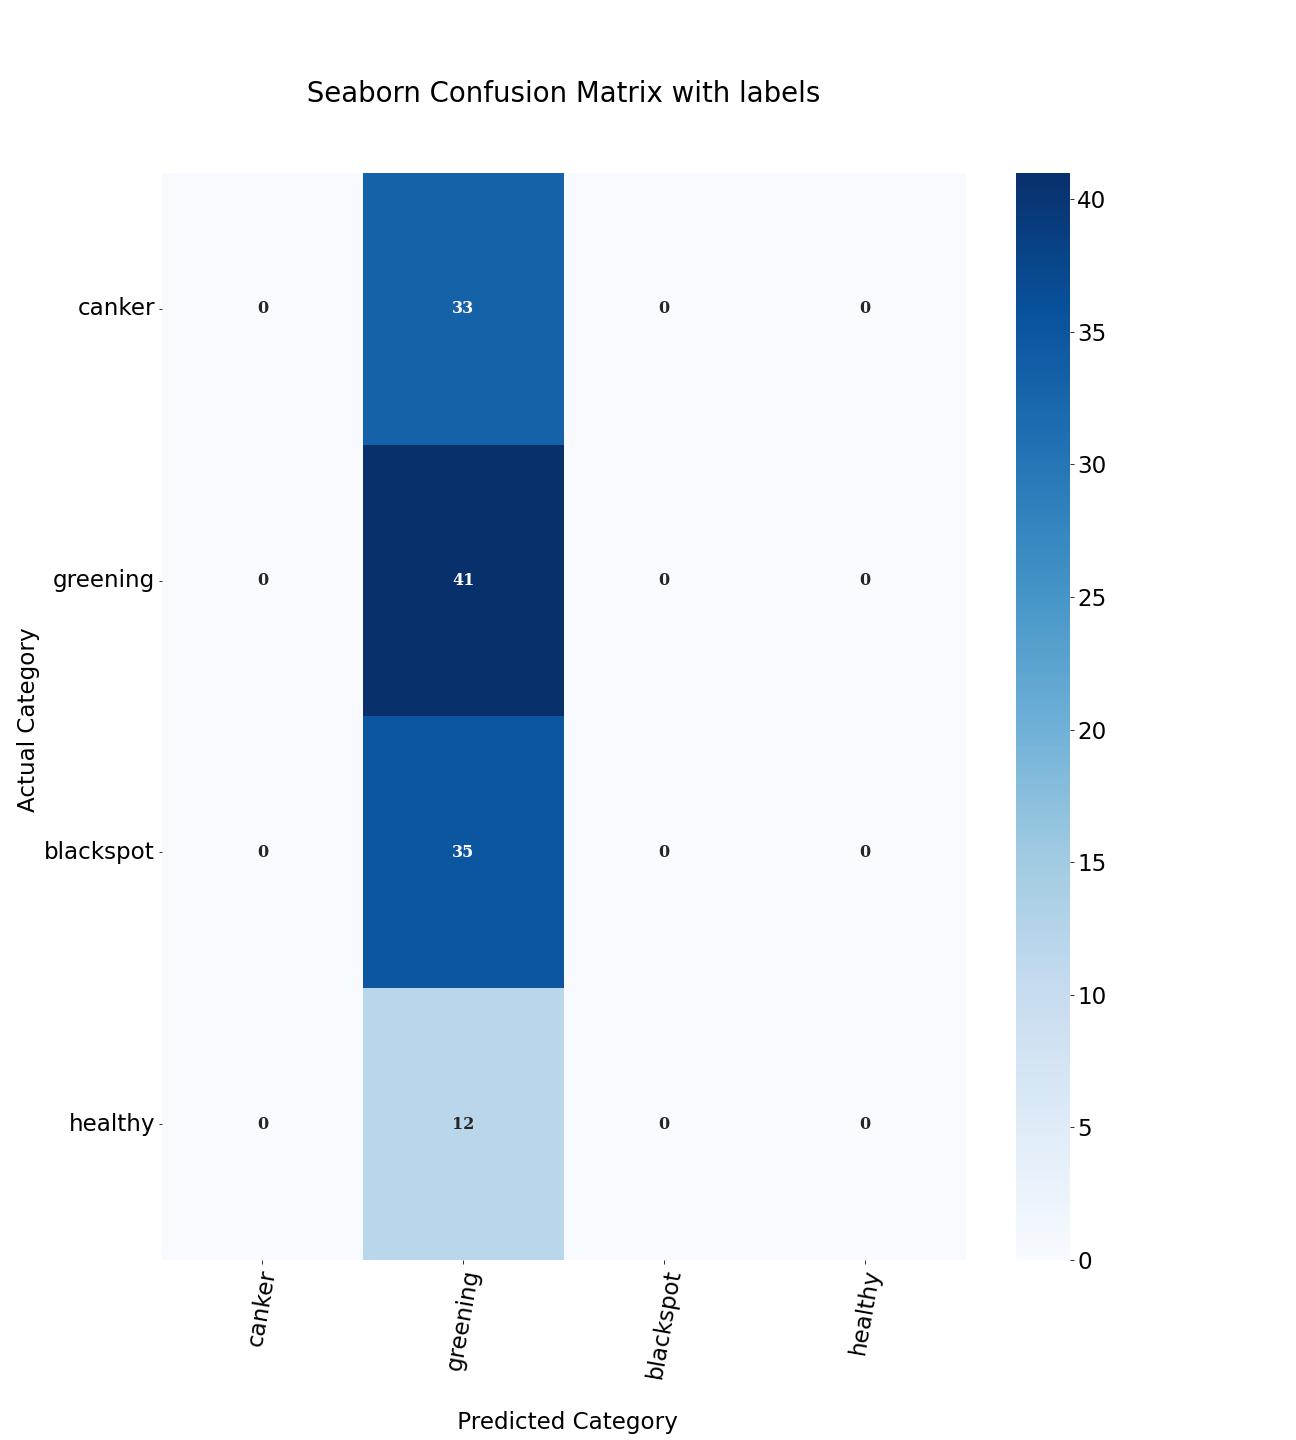 Seaborn Confusion Matrix with labels
canker 0 33 0 0
greening 0 41 0 0
blackspot 0 35 0 0
healthy 0 12 0 0
canker greening blackspot healthy
Predicted Category
Actual Category
40
35
30
25
20
15
10
5
0